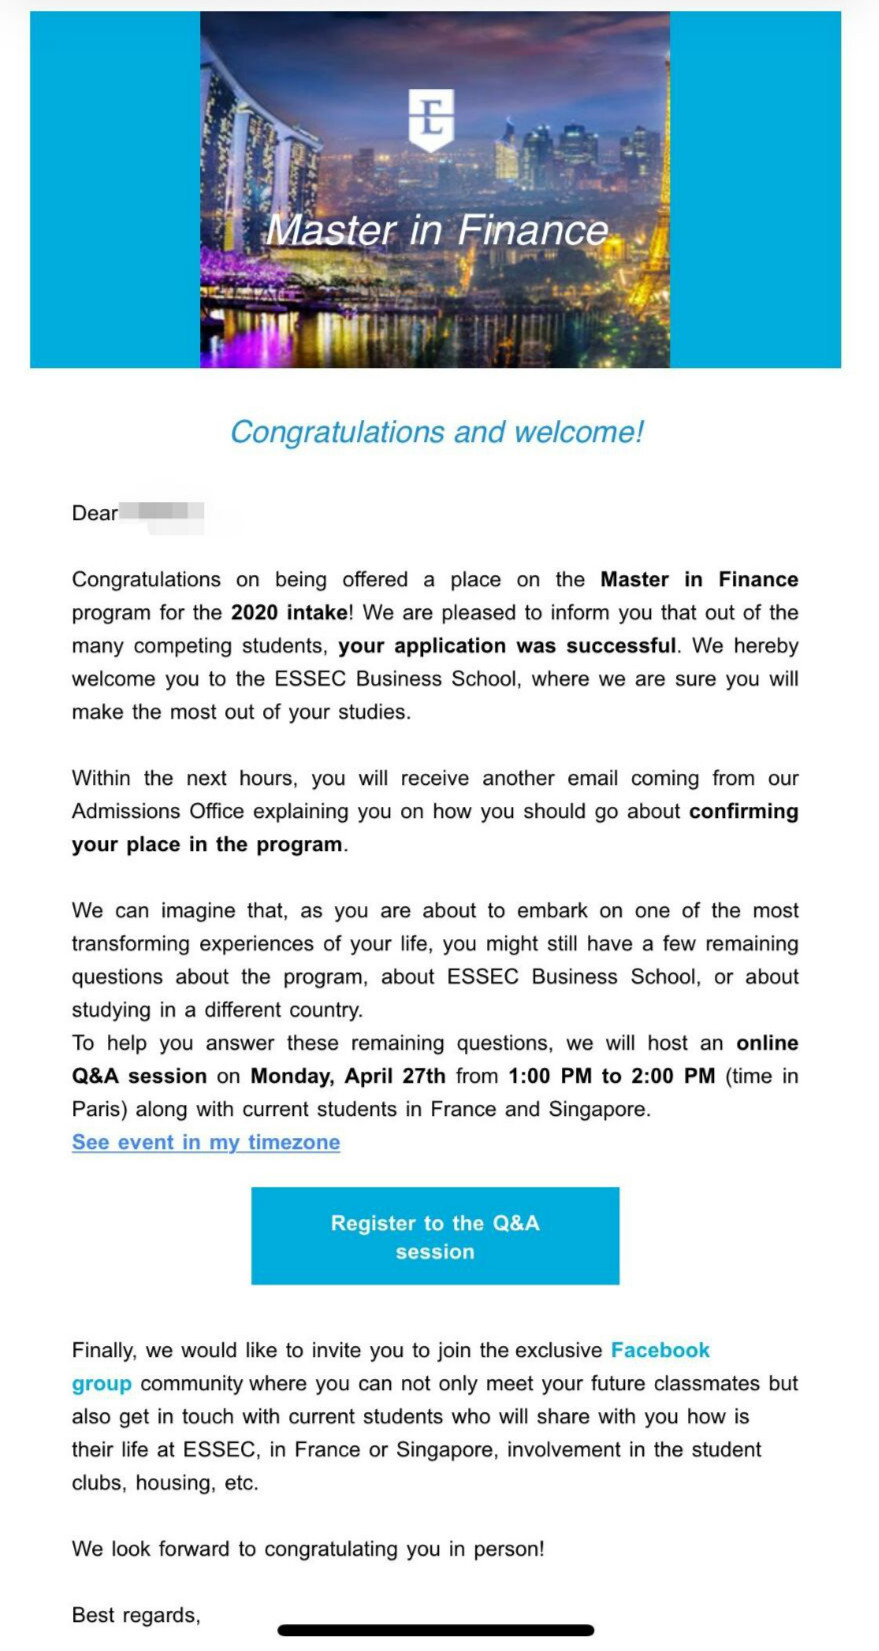 E
Master in Finance
Congratulations and welcome!
Dear
Congratulations on being offered a place on the Master in Finance
program for the 2020 intake! We are pleased to inform you that out of the
many competing students, your application was successful. We hereby
welcome you to the ESSEC Business School, where we are sure you will
make the most out of your studies.
Within the next hours, you will receive another email coming from our
Admissions Office explaining you on how you should go about confirming
your place in the program.
We can imagine that, as you are about to embark on one of the most
transforming experiences of your life, you might still have a few remaining
questions about the program, about ESSEC Business School, or about
studying in a different country.
To help you answer these remaining questions, we will host an online
Q&A session on Monday, April 27th from 1:00 PM to 2:00 PM (time in
Paris) along with current students in France and Singapore.
See event in my timezone
Register to the Q&A
session
Finally, we would like to invite you to join the exclusive Facebook
group community where you can not only meet your future classmates but
also get in touch with current students who will share with you how is
their life at ESSEC, in France or Singapore, involvement in the student
clubs, housing, etc.
We look forward to congratulating you in person!
Best regards,